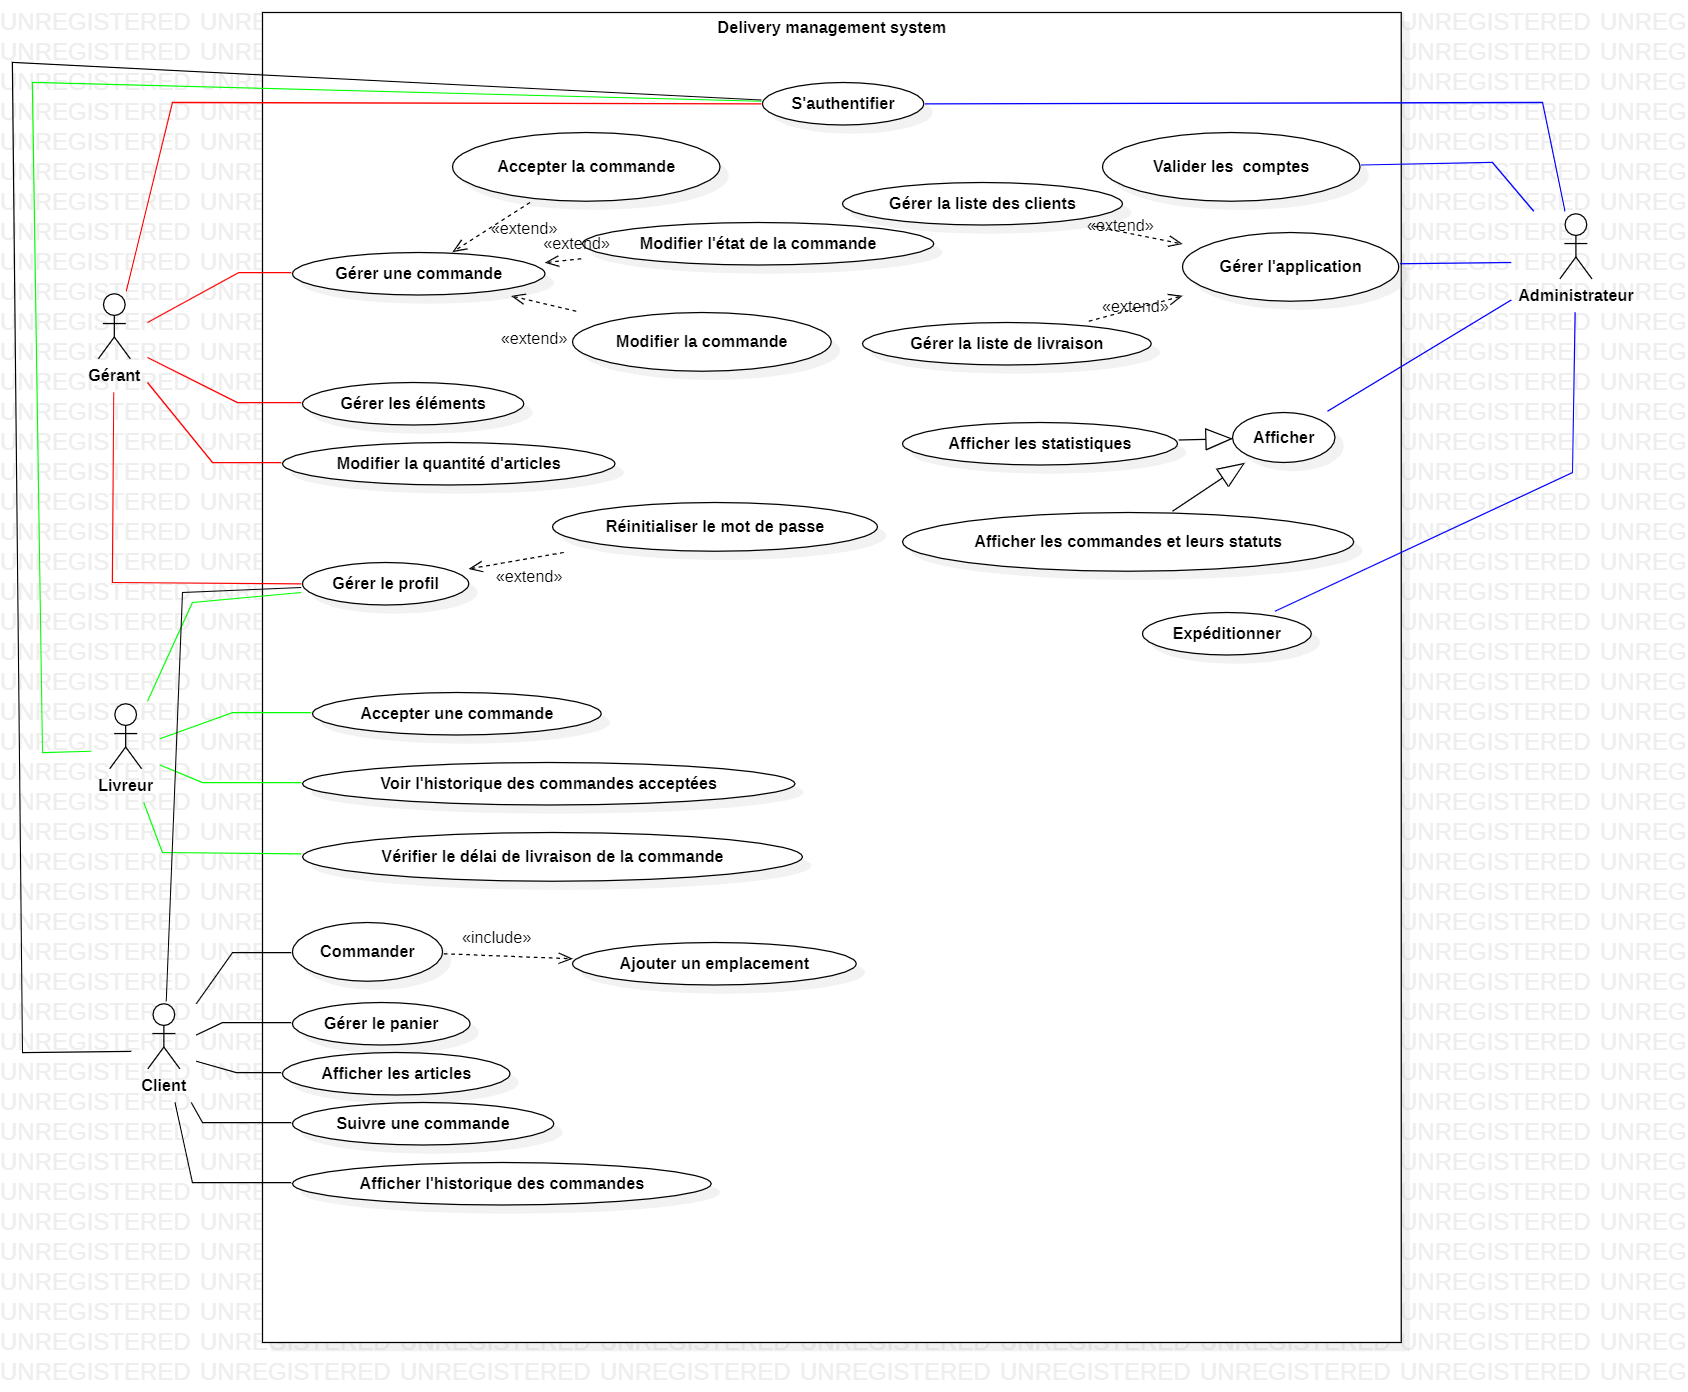 Delivery management system
S'authentifier
Accepter la commande
Valider les  comptes
Gérer la liste des clients
«extend»
«extend»
«extend»
Modifier l'état de la commande
Gérer une commande
Gérer l'application
Administrateur
«extend»
«extend»
Modifier la commande
Gérer la liste de livraison
Gérant
Gérer les éléments
Afficher
Afficher les statistiques
Modifier la quantité d'articles
Réinitialiser le mot de passe
Afficher les commandes et leurs statuts
«extend»
Gérer le profil
Expéditionner
Accepter une commande
Livreur
Voir l'historique des commandes acceptées
Vérifier le délai de livraison de la commande
«include»
Commander
Ajouter un emplacement
Gérer le panier
Client
Afficher les articles
Suivre une commande
Afficher l'historique des commandes
UNREGISTERED UNREGISTERED UNREGISTERED UNREGISTERED UNREGISTERED UNREGISTERED UNREGISTERED UNREGISTERED UNREG